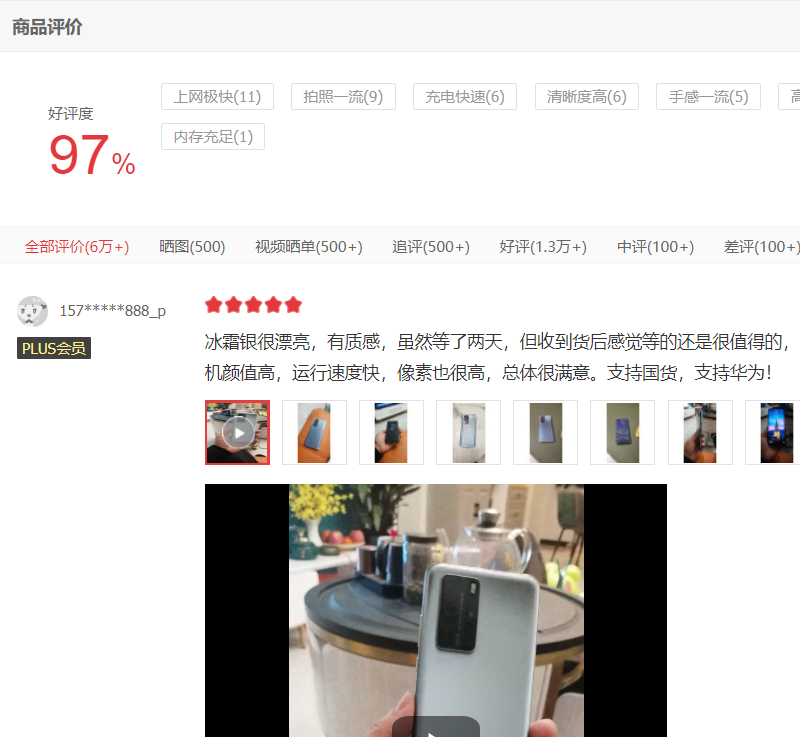 商品评价
好评度
97%
上网极快(11) 拍照一流(9) 充电快速(6) 清晰度高(6) 手感一流(5) 高
内存充足(1)
全部评价(6万+) 晒图(500) 视频晒单(500+) 追评(500+) 好评(1.3万+) 中评(100+) 差评(100+)
157*****888_p
PLUS会员
冰霜银很漂亮，有质感，虽然等了两天，但收到货后感觉等的还是很值得的，
机颜值高，运行速度快，像素也很高，总体很满意。支持国货，支持华为！